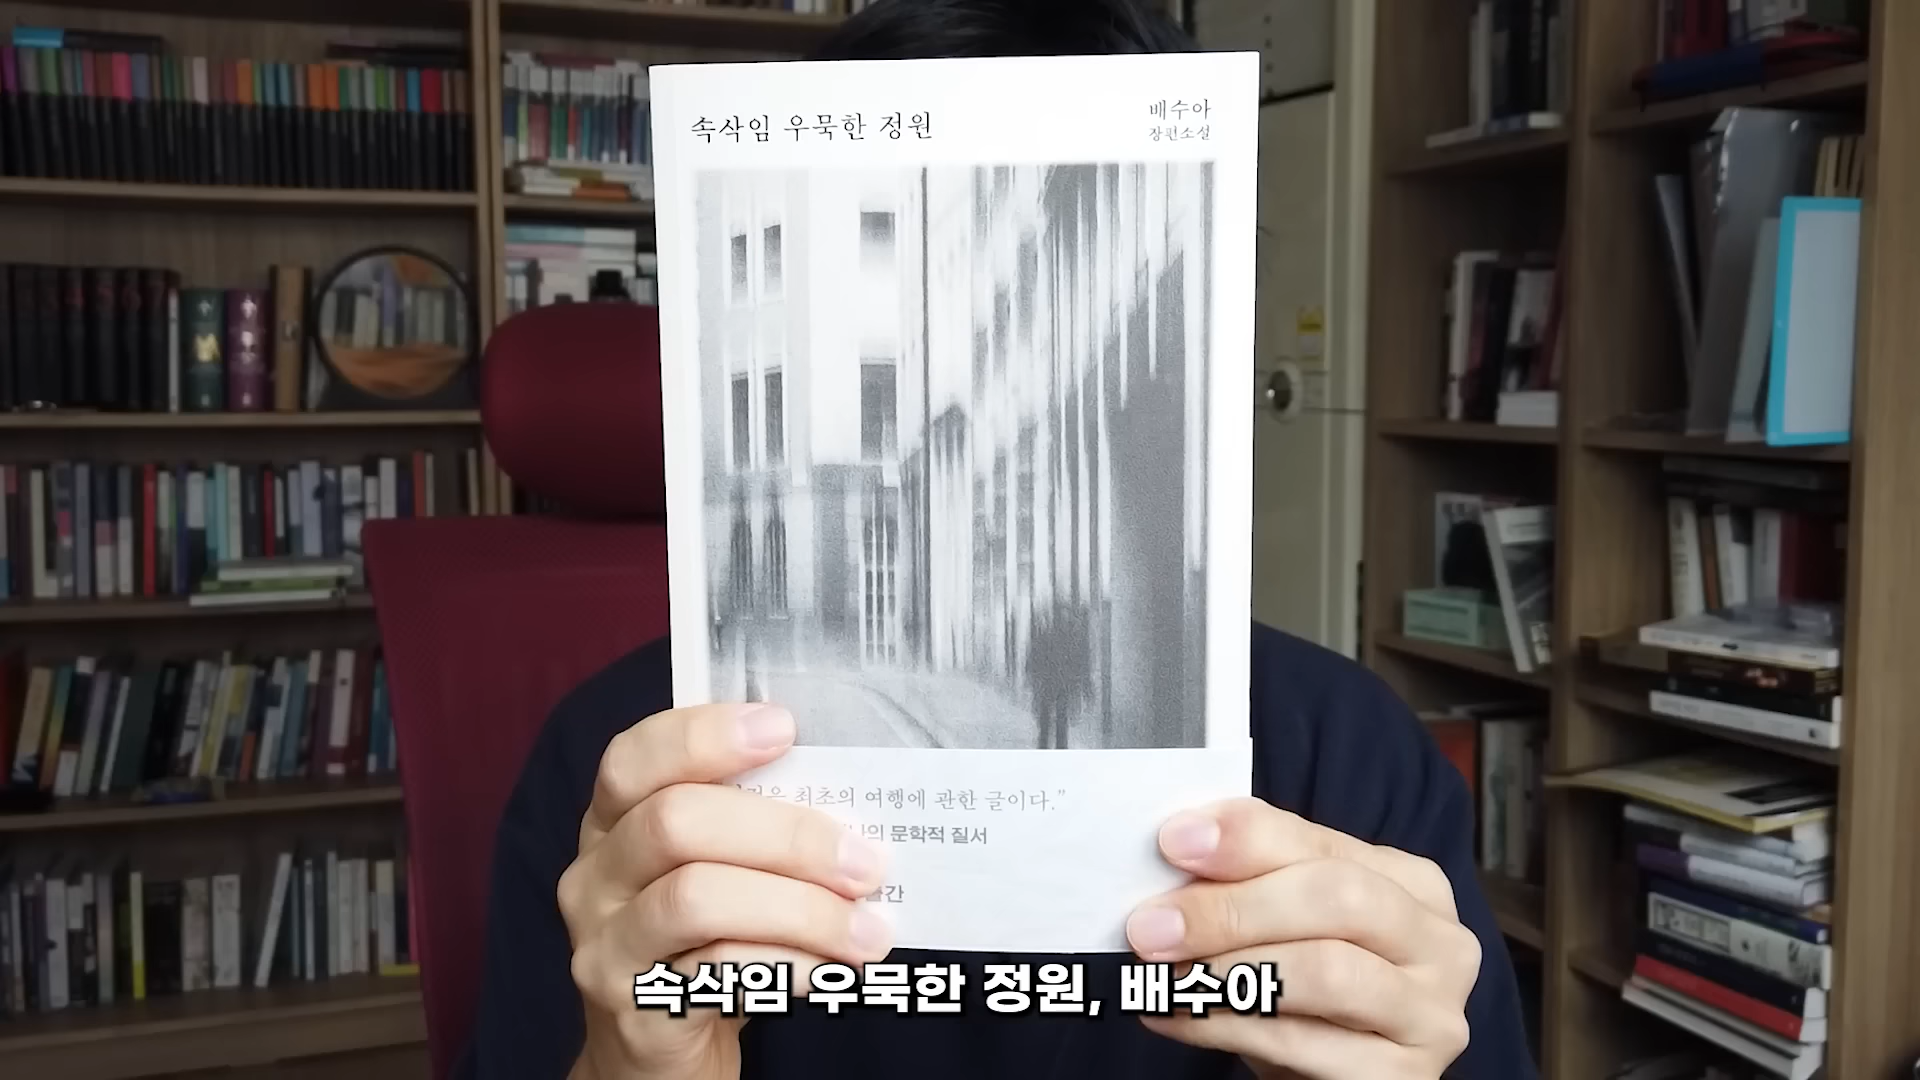 속삭임 우묵한 정원
배수아
장편소설
최초의 여행에 관한 글이다.”
문학적 질서
출간
속삭임 우묵한 정원, 배수아